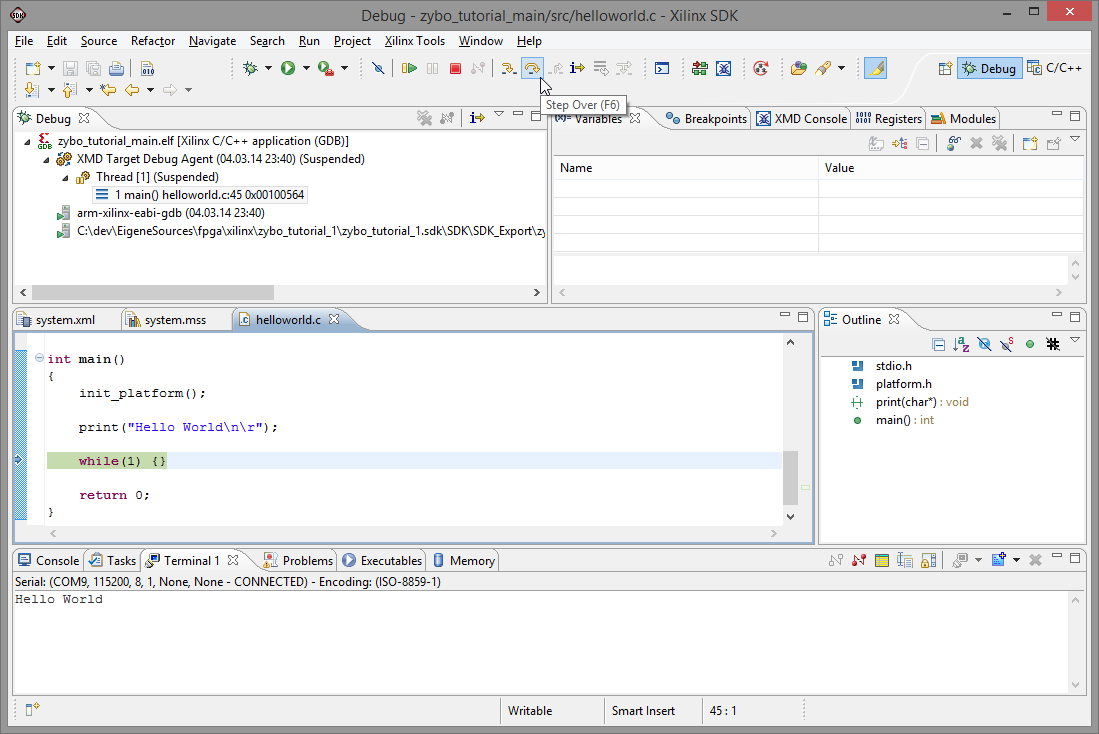 Debug - zybo_tutorial_main/src/helloworld.c - Xilinx SDK
File Edit Source Refactor Navigate Search Run Project Xilinx Tools Window Help
Debug C/C++
Step Over (F6)
Debug
(x)= Variables Breakpoints XMD Console Registers Modules
zybo_tutorial_main.elf [Xilinx C/C++ application (GDB)]
XMD Target Debug Agent (04.03.14 23:40) (Suspended)
Thread [1] (Suspended)
1 main() helloworld.c:45 0x00100564
arm-xilinx-eabi-gdb (04.03.14 23:40)
C:\dev\EigeneSources\fpga\xilinx\zybo_tutorial_1\zybo_tutorial_1.sdk\SDK\SDK_Export\zy
Name Value
system.xml system.mss helloworld.c
int main()
{
init_platform();
print("Hello World\n\r");
while(1) {}
return 0;
}
Outline
stdio.h
platform.h
print(char*) : void
main() : int
Console Tasks Terminal 1 Problems Executables Memory
Serial: (COM9, 115200, 8, 1, None, None - CONNECTED) - Encoding: (ISO-8859-1)
Hello World
Writable Smart Insert 45 : 1